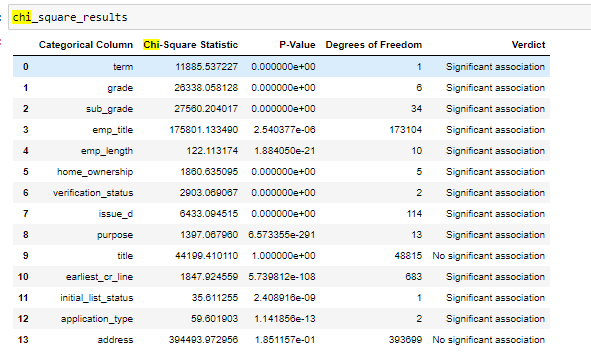 chi_square_results
Categorical Column Chi-Square Statistic P-Value Degrees of Freedom Verdict
0 term 11885.537227 0.000000e+00 1 Significant association
1 grade 26338.058128 0.000000e+00 6 Significant association
2 sub_grade 27560.204017 0.000000e+00 34 Significant association
3 emp_title 175801.133490 2.540377e-06 173104 Significant association
4 emp_length 122.113174 1.884050e-21 10 Significant association
5 home_ownership 1860.635095 0.000000e+00 5 Significant association
6 verification_status 2903.069067 0.000000e+00 2 Significant association
7 issue_d 6433.094515 0.000000e+00 114 Significant association
8 purpose 1397.067960 6.573355e-291 13 Significant association
9 title 44199.410110 1.000000e+00 48815 No significant association
10 earliest_cr_line 1847.924559 5.739812e-108 683 Significant association
11 initial_list_status 35.611255 2.408916e-09 1 Significant association
12 application_type 59.601903 1.141856e-13 2 Significant association
13 address 394493.972956 1.851157e-01 393699 No significant association